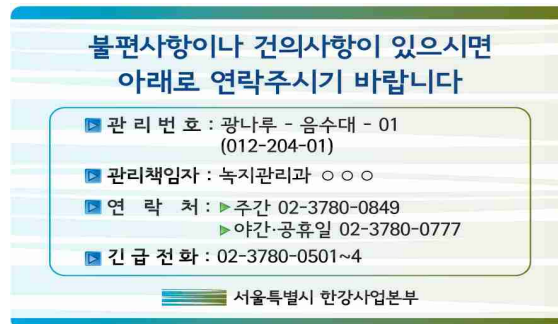 불편사항이나 건의사항이 있으시면
아래로 연락주시기 바랍니다
관리번호 : 광나루 - 음수대 - 01
(012-204-01)
관리책임자 : 녹지관리과 ○ ○ ○
연 락 처 : ▶주간 02-3780-0849
▶야간·공휴일 02-3780-0777
긴급전화 : 02-3780-0501~4
서울특별시 한강사업본부